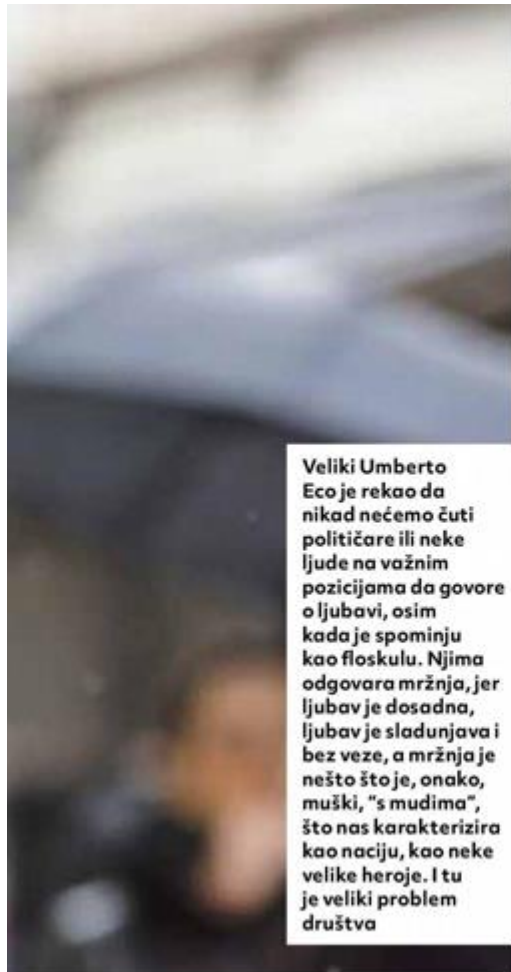 Veliki Umberto
Eco je rekao da
nikad nećemo čuti
političare ili neke
ljude na važnim
pozicijama da govore
o ljubavi, osim
kada je spominju
kao floskulu. Njima
odgovara mržnja, jer
ljubav je dosadna,
ljubav je sladunjava i
bez veze, a mržnja je
nešto što je, onako,
muški, “s mudima”,
što nas karakterizira
kao naciju, kao neke
velike heroje. I tu
je veliki problem
društva